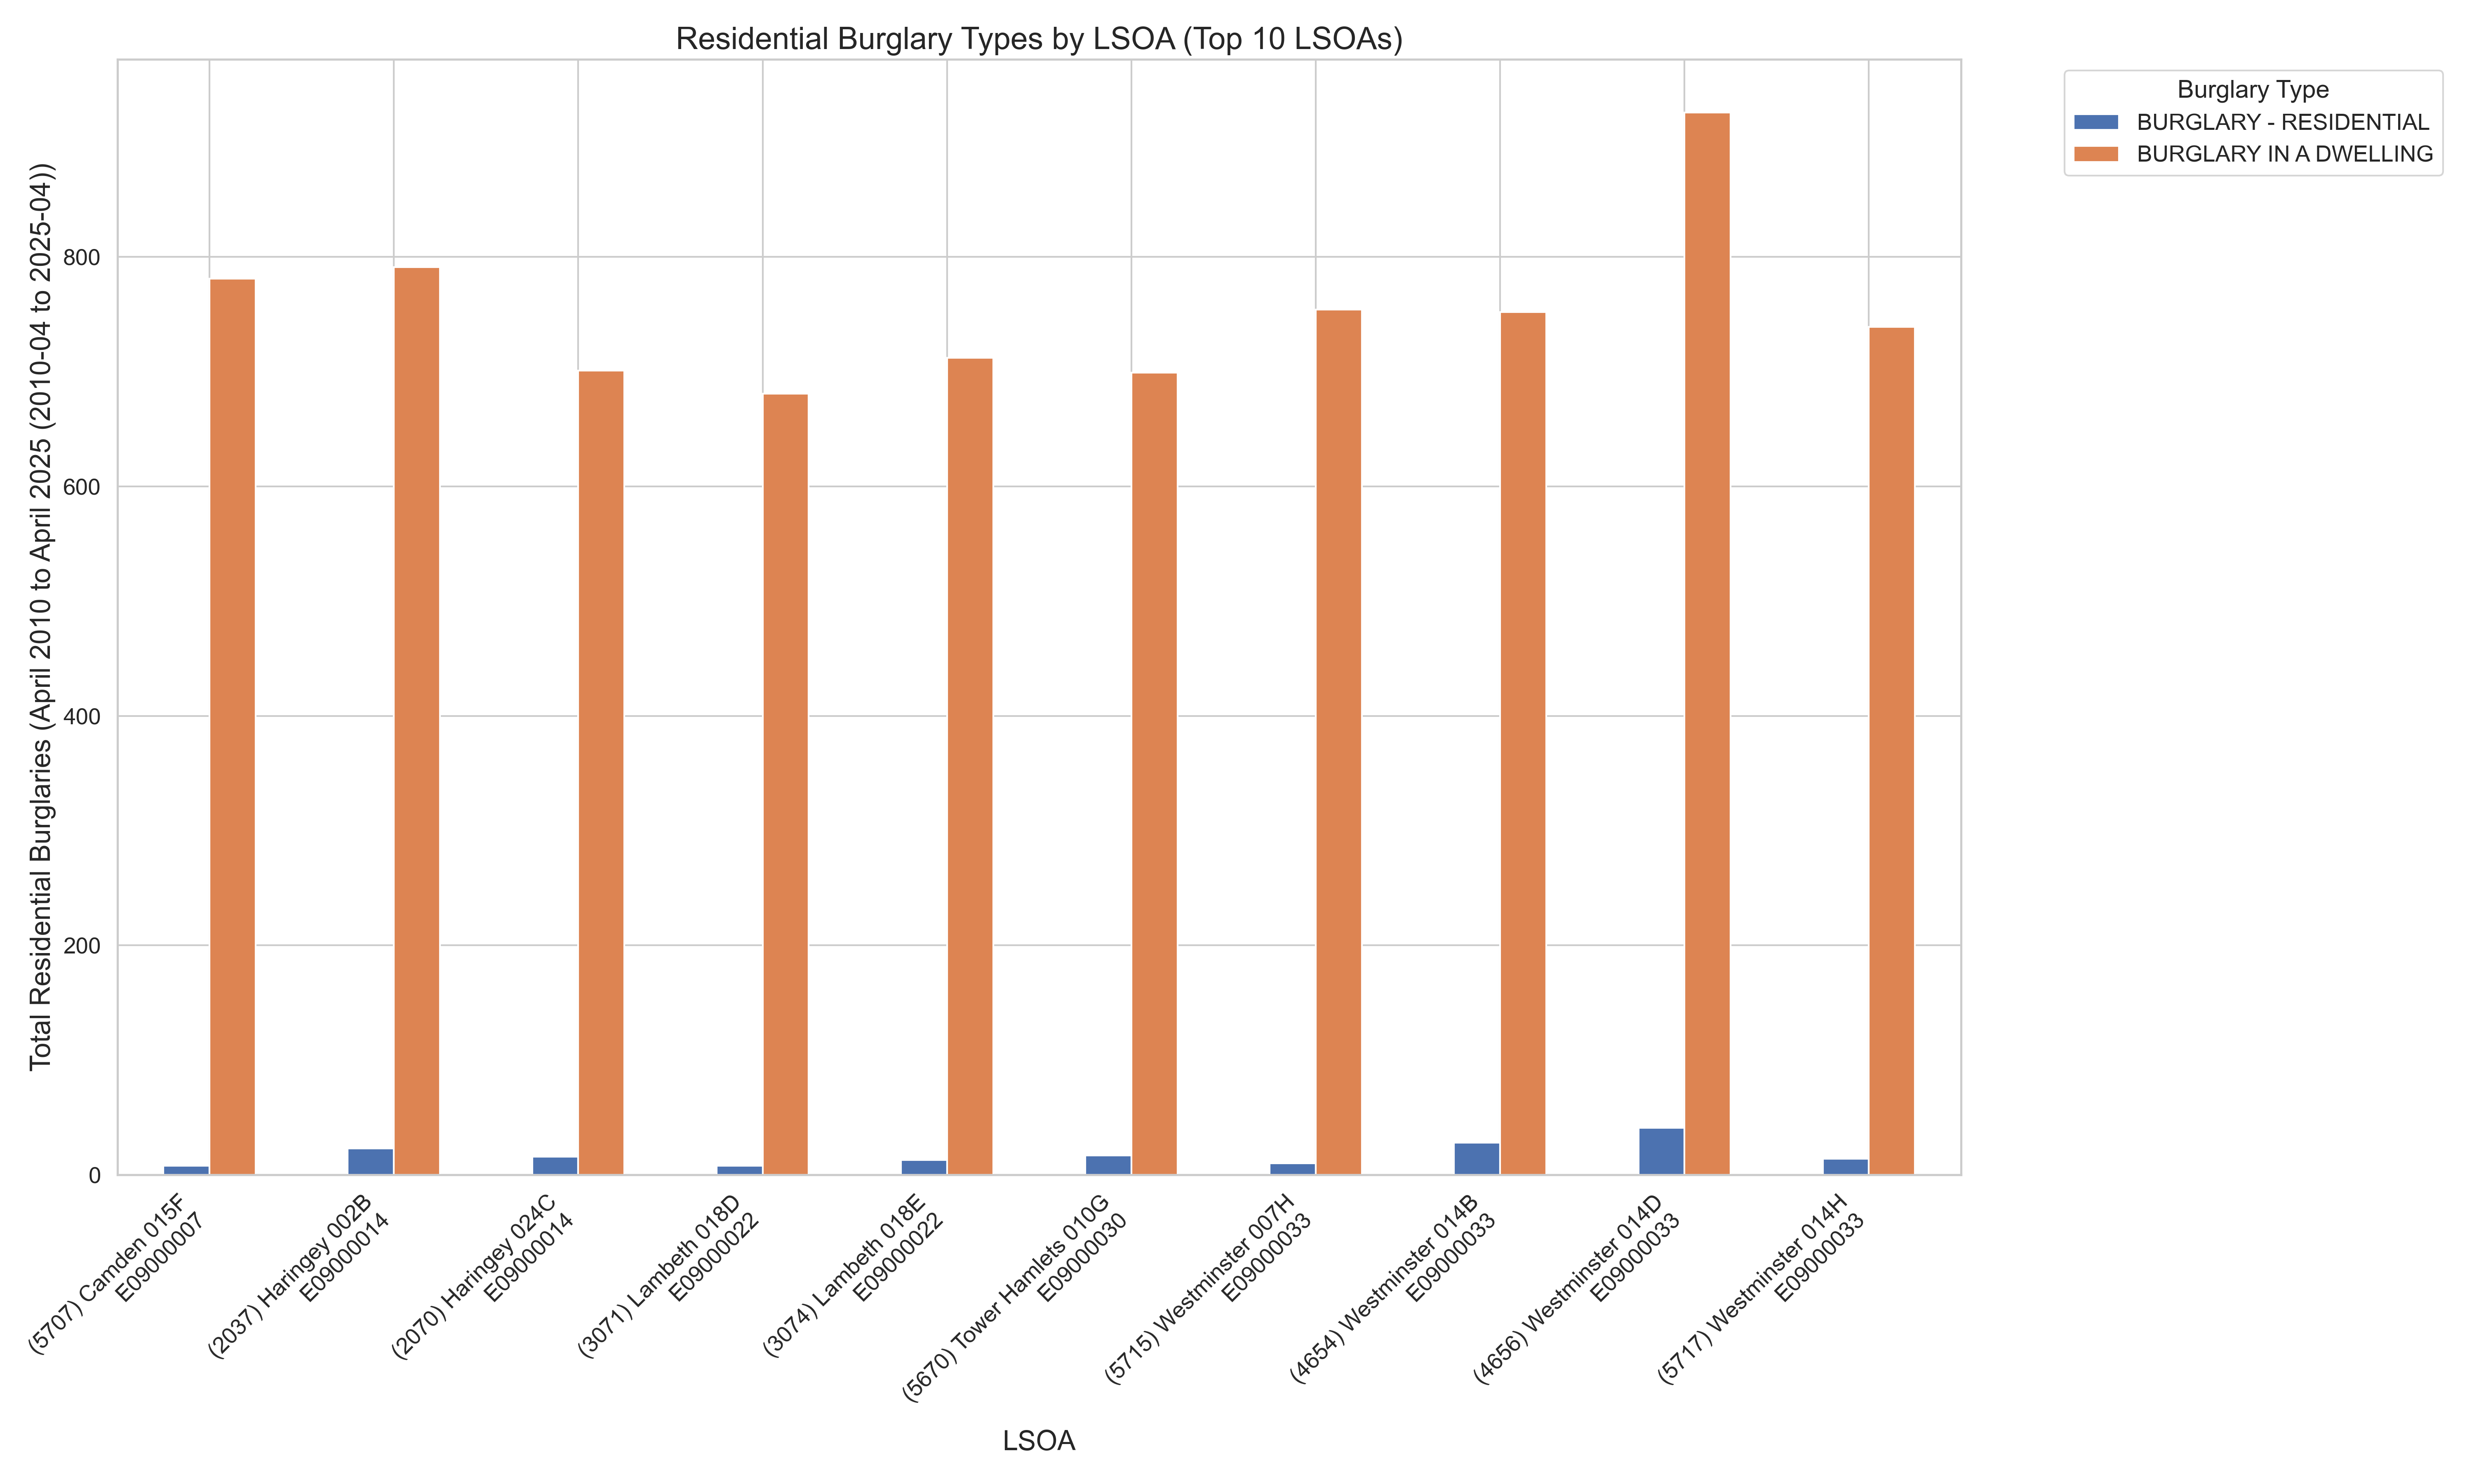 Residential Burglary Types by LSOA (Top 10 LSOAs)
Burglary Type
BURGLARY - RESIDENTIAL
BURGLARY IN A DWELLING
Total Residential Burglaries (April 2010 to April 2025 (2010-04 to 2025-04))
800
600
400
200
0
(5707) Camden 015F
E09000007
(2037) Haringey 002B
E09000014
(2070) Haringey 024C
E09000014
(3071) Lambeth 018D
E09000022
(3074) Lambeth 018E
E09000022
(5670) Tower Hamlets 010G
E09000030
(5715) Westminster 007H
E09000033
(4654) Westminster 014B
E09000033
(4656) Westminster 014D
E09000033
(5717) Westminster 014H
E09000033
LSOA